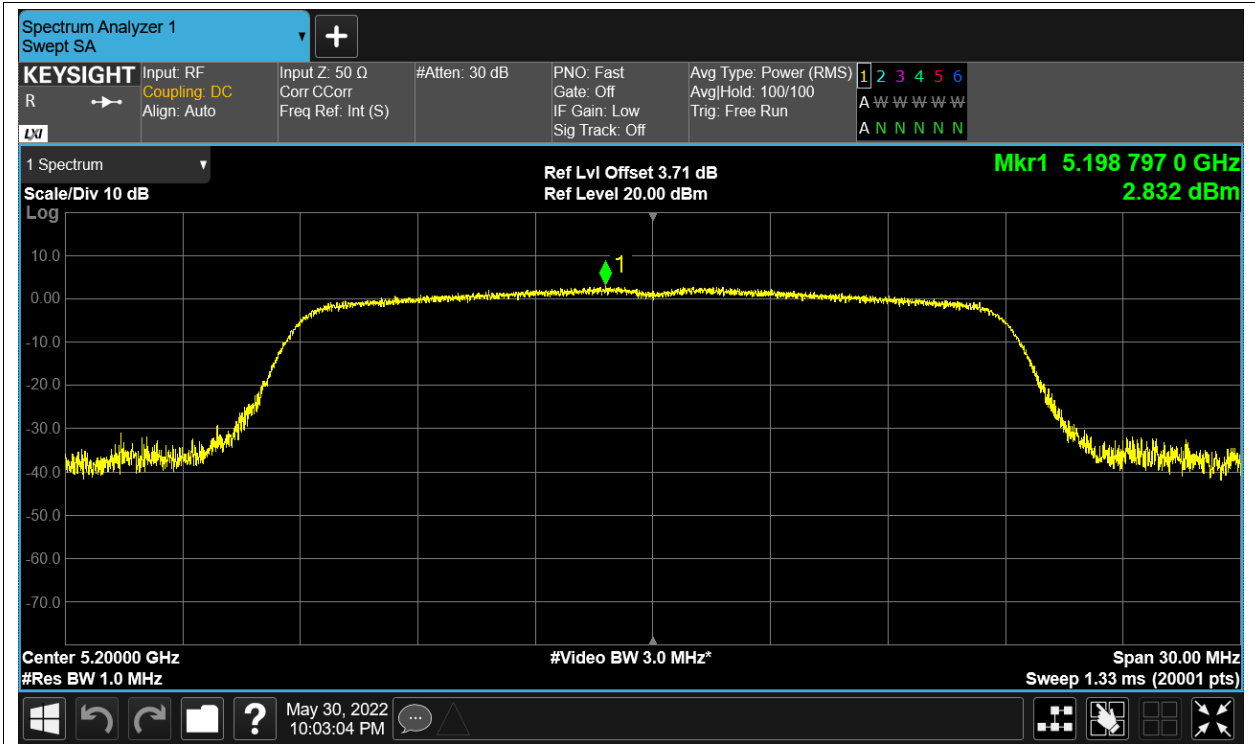 Spectrum Analyzer 1
Swept SA
KEYSIGHT
R
LXI
Input: RF
Coupling: DC
Align: Auto
Input Z: 50 Ω
Corr CCorr
Freq Ref: Int (S)
#Atten: 30 dB
PNO: Fast
Gate: Off
IF Gain: Low
Sig Track: Off
Avg Type: Power (RMS)
Avg|Hold: 100/100
Trig: Free Run
1 2 3 4 5 6
A W W W W W
A N N N N N
1 Spectrum
Scale/Div 10 dB
Log
Ref Lvl Offset 3.71 dB
Ref Level 20.00 dBm
Mkr1 5.198 797 0 GHz
2.832 dBm
1
10.0
0.00
-10.0
-20.0
-30.0
-40.0
-50.0
-60.0
-70.0
Center 5.20000 GHz
#Res BW 1.0 MHz
#Video BW 3.0 MHz*
Span 30.00 MHz
Sweep 1.33 ms (20001 pts)
?
May 30, 2022
10:03:04 PM